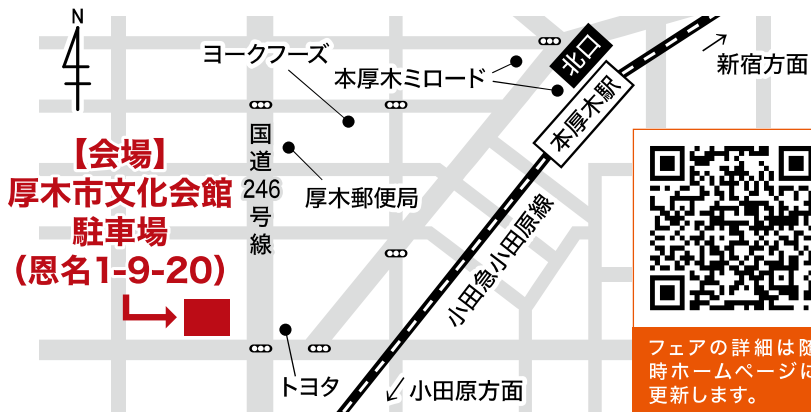 N
ヨークフーズ
本厚木ミロード
北口
新宿方面
本厚木駅
【会場】
厚木市文化会館
駐車場
(恩名1-9-20)
国道246号線
厚木郵便局
小田急小田原線
トヨタ
小田原方面
フェアの詳細は随
時ホームページに
更新します。